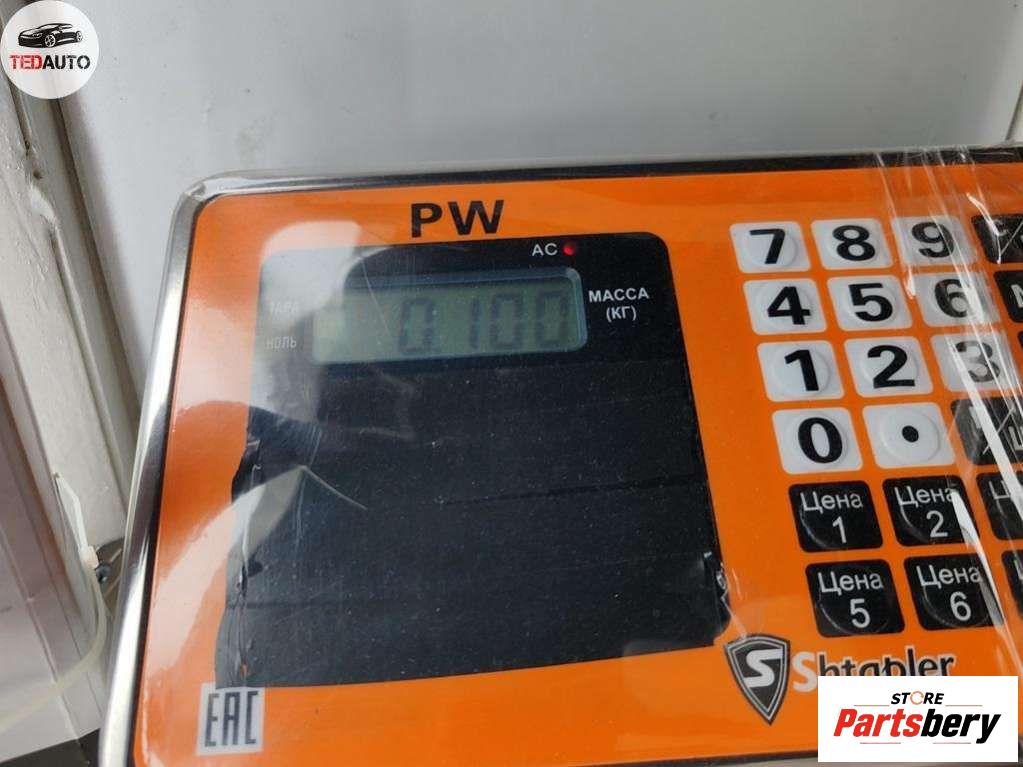 TEDAUTO
PW
AC
ТАРА
0.100
МАССА
(КГ)
НОЛЬ
7 8 9
4 5 6
1 2 3
0 •
Цена
1
Цена
2
Цена
5
Цена
6
Shtapler
EAC
STORE
Partsbery